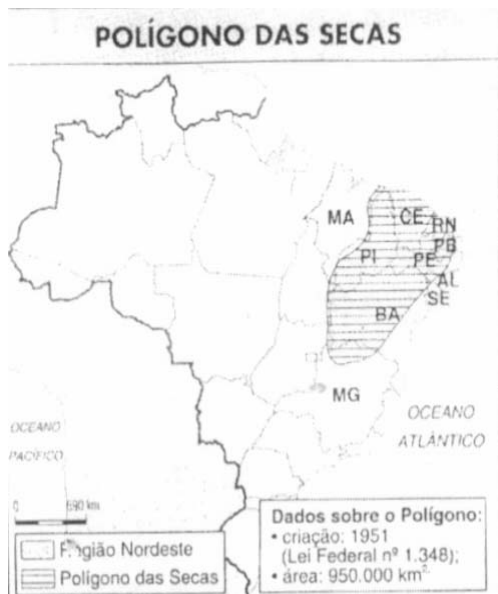 POLÍGONO DAS SECAS
MA
CE
RN
PB
PI
PE
AL
SE
BA
MG
OCEANO
PACÍFICO
OCEANO
ATLÂNTICO
0 690 km
Região Nordeste
Polígono das Secas
Dados sobre o Polígono:
• criação: 1951
(Lei Federal nº 1.348);
• área: 950.000 km²